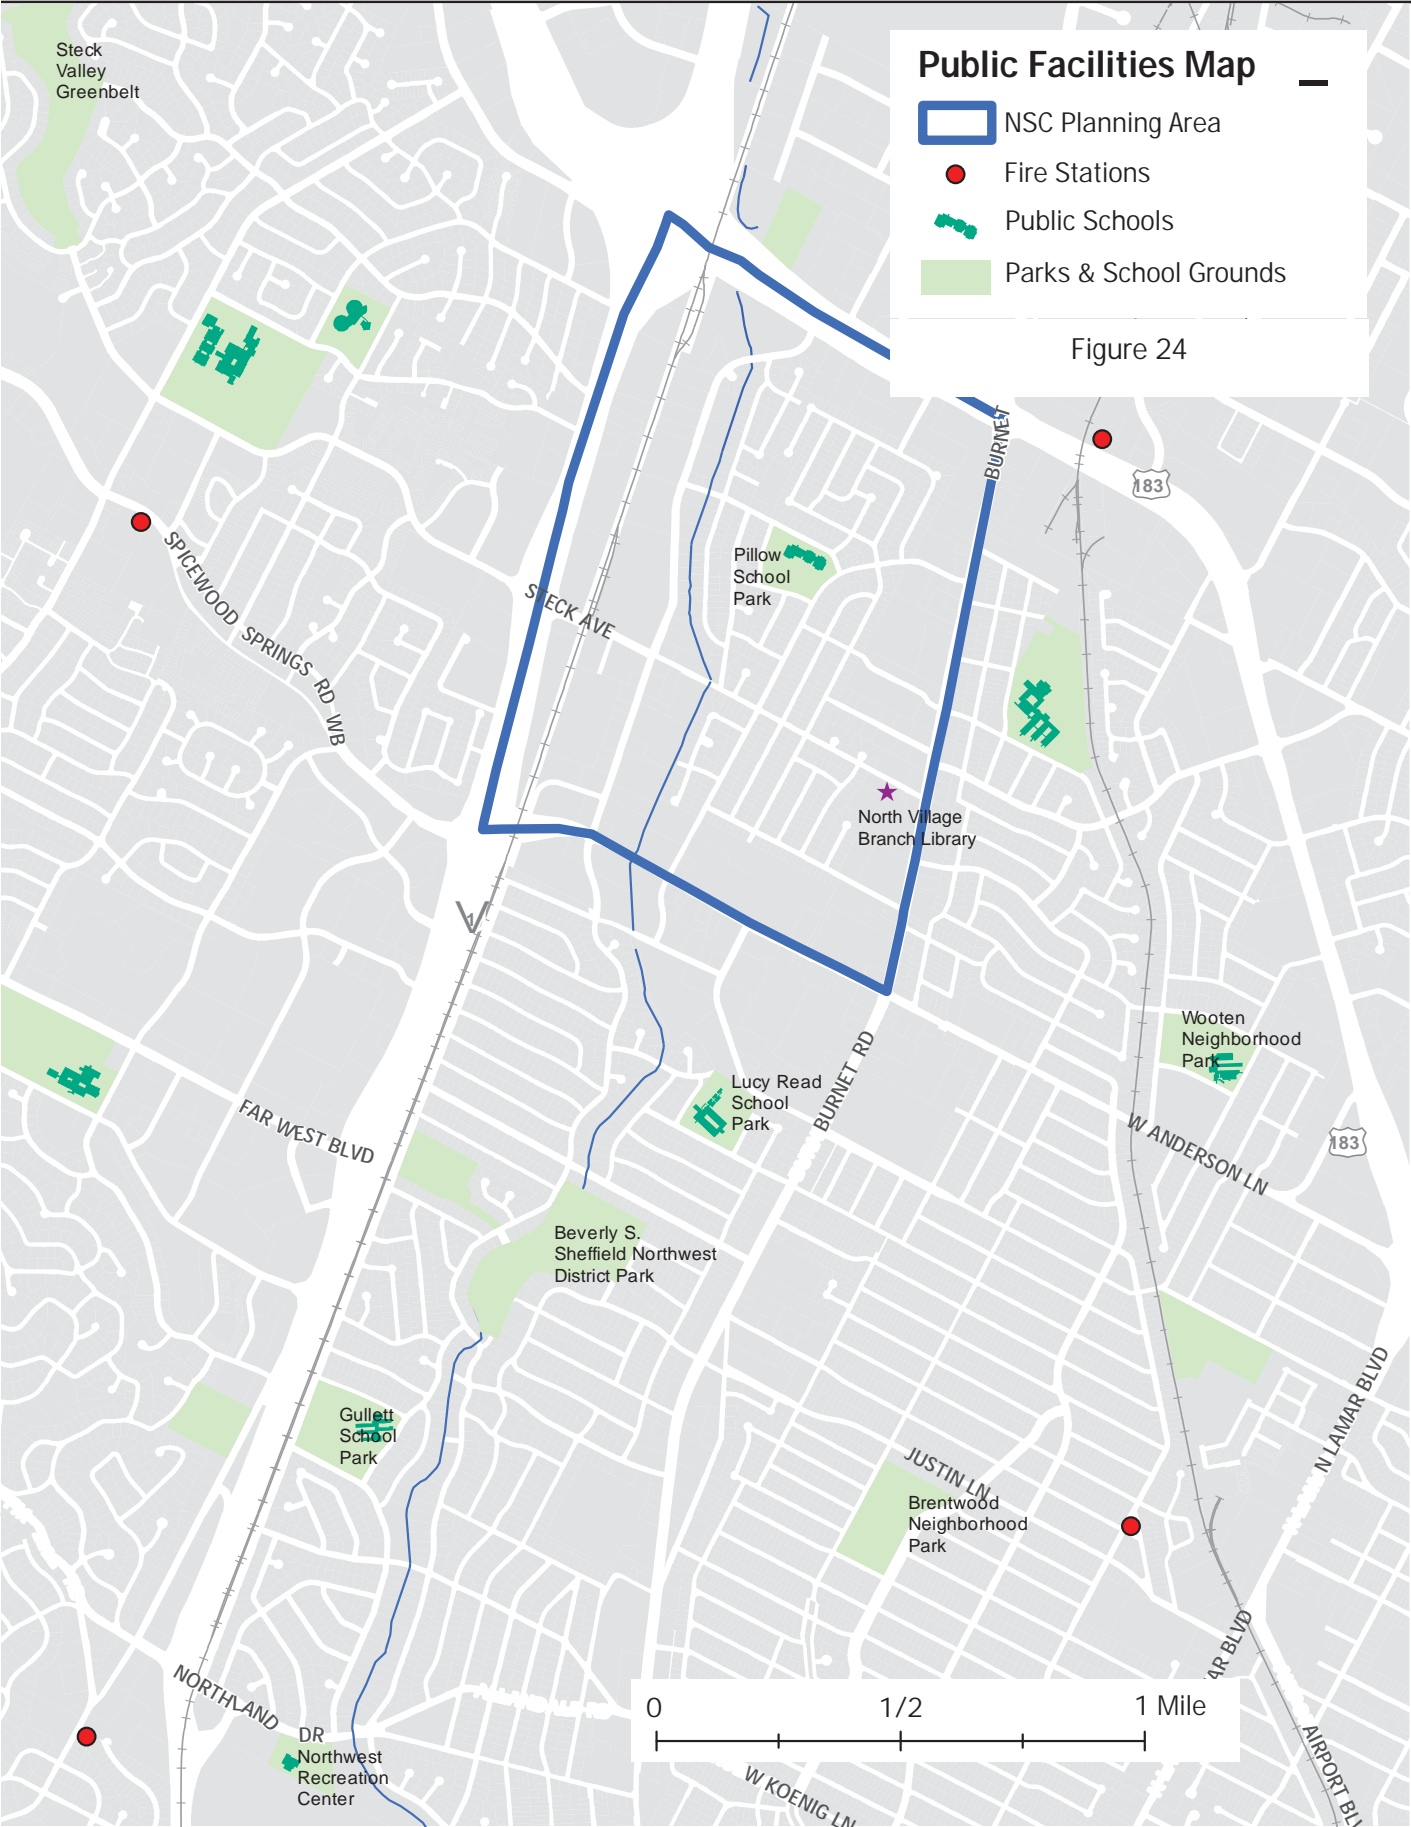 Steck
Valley
Greenbelt
Public Facilities Map
NSC Planning Area
Fire Stations
Public Schools
Parks & School Grounds
Figure 24
BURNET
183
SPICEWOOD SPRINGS RD WB
STECK AVE
Pillow
School
Park
North Village
Branch Library
1
Wooten
Neighborhood
Park
Lucy Read
School
Park
BURNET RD
FAR WEST BLVD
W ANDERSON LN
183
Beverly S.
Sheffield Northwest
District Park
Gullett
School
Park
N LAMAR BLVD
JUSTIN LN
Brentwood
Neighborhood
Park
AR BLVD
NORTHLAND DR
Northwest
Recreation
Center
0 1/2 1 Mile
W KOENIG LN
AIRPORT BLV